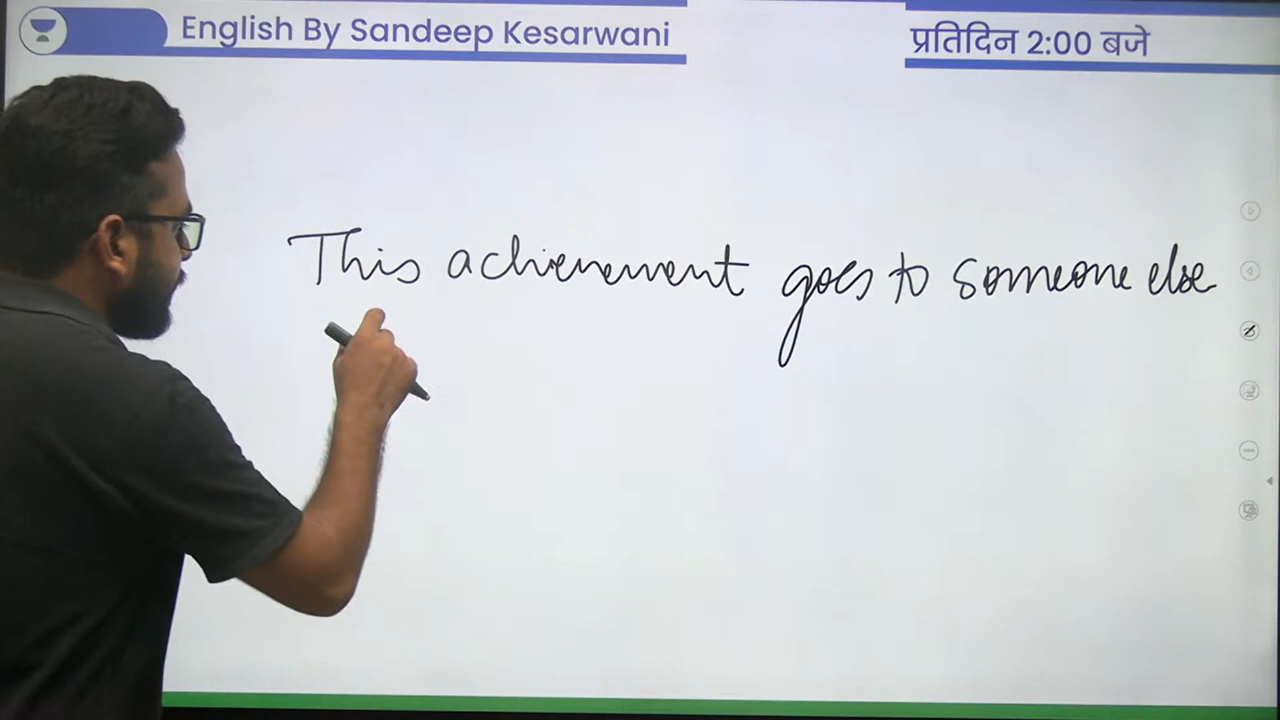 English By Sandeep Kesarwani
प्रतिदिन 2:00 बजे
This achievement goes to someone else